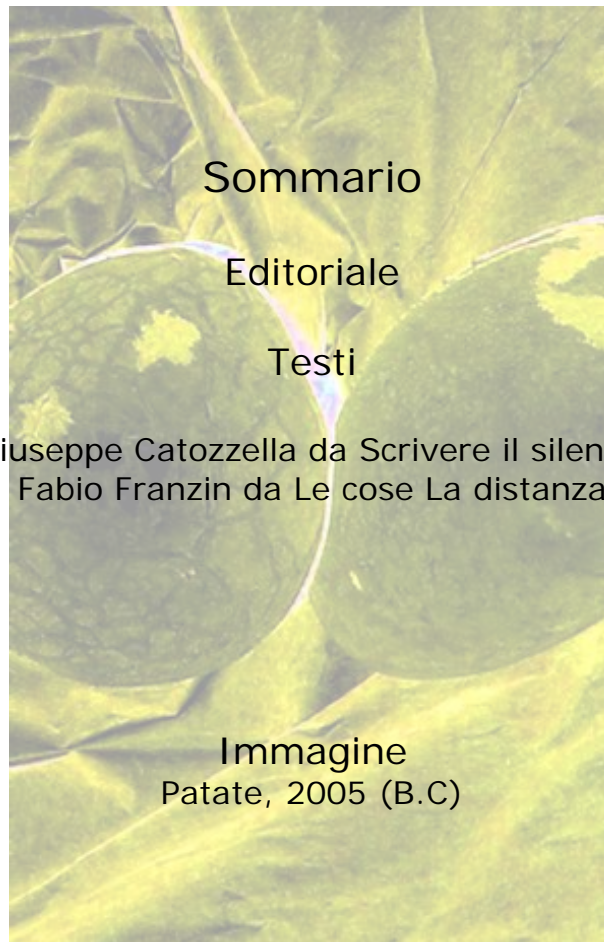 Sommario
Editoriale
Testi
iuseppe Catozzella da Scrivere il silen
Fabio Franzin da Le cose La distanza
Immagine
Patate, 2005 (B.C)